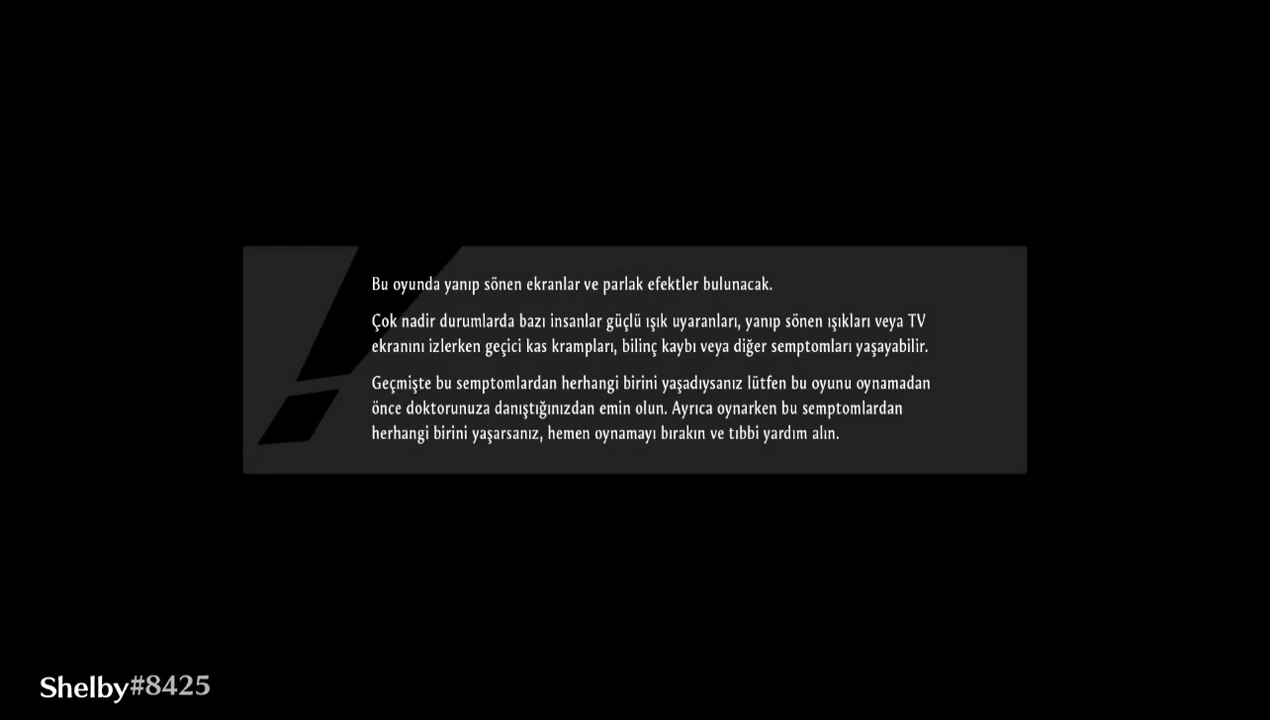 Bu oyunda yanıp sönen ekranlar ve parlak efektler bulunacak.
Çok nadir durumlarda bazı insanlar güçlü ışık uyaranları, yanıp sönen ışıkları veya TV
ekranını izlerken geçici kas krampları, bilinç kaybı veya diğer semptomları yaşayabilir.
Geçmişte bu semptomlardan herhangi birini yaşadıysanız lütfen bu oyunu oynamadan
önce doktorunuza danıştığınızdan emin olun. Ayrıca oynarken bu semptomlardan
herhangi birini yaşarsanız, hemen oynamayı bırakın ve tıbbi yardım alın.
Shelby#8425